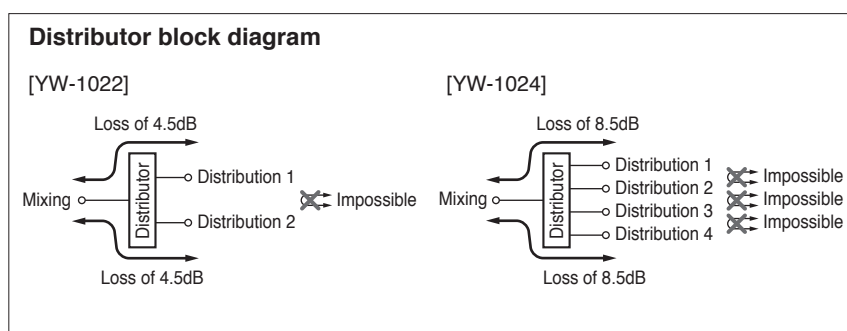 Distributor block diagram
[YW-1022]
Loss of 4.5dB
Mixing
Distributor
Distribution 1
Distribution 2
Impossible
Loss of 4.5dB
[YW-1024]
Loss of 8.5dB
Mixing
Distributor
Distribution 1
Distribution 2
Distribution 3
Distribution 4
Impossible
Impossible
Impossible
Loss of 8.5dB